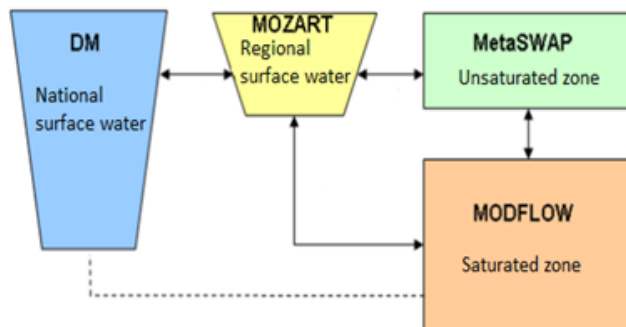 DM
National
surface water
MOZART
Regional
surface water
MetaSWAP
Unsaturated zone
MODFLOW
Saturated zone